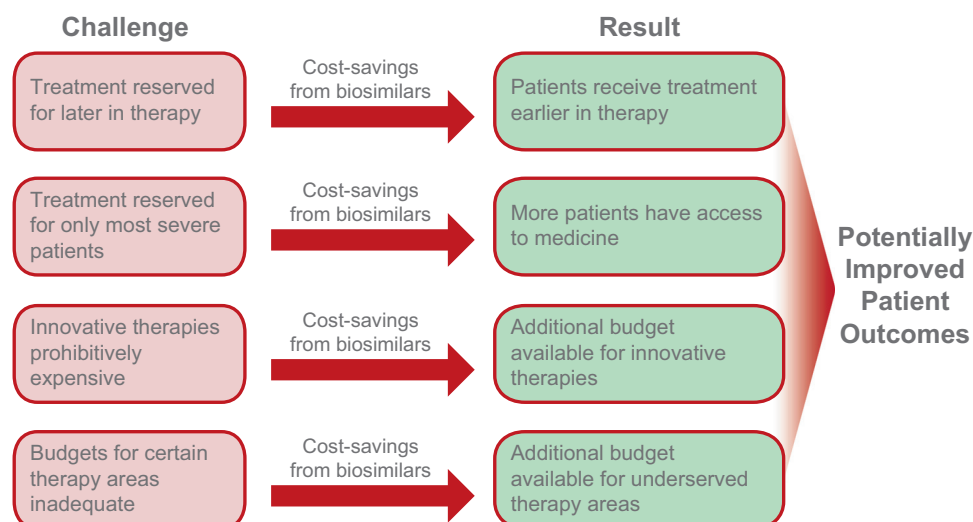 Challenge
Result
Treatment reserved
for later in therapy
Cost-savings
from biosimilars
Patients receive treatment
earlier in therapy
Treatment reserved
for only most severe
patients
Cost-savings
from biosimilars
More patients have access
to medicine
Innovative therapies
prohibitively
expensive
Cost-savings
from biosimilars
Additional budget
available for innovative
therapies
Budgets for certain
therapy areas
inadequate
Cost-savings
from biosimilars
Additional budget
available for underserved
therapy areas
Potentially
Improved
Patient
Outcomes